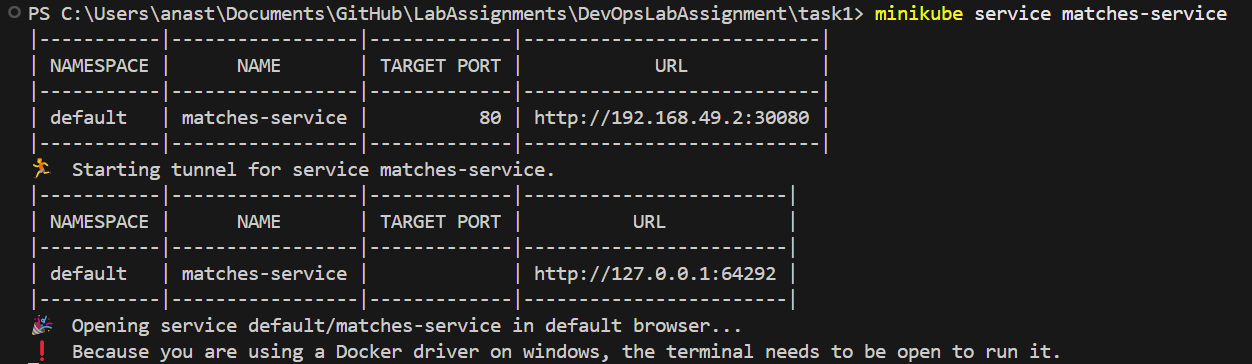 PS C:\Users\anast\Documents\GitHub\LabAssignments\DevOpsLabAssignment\task1> minikube service matches-service
|-----------|-----------------|-------------|---------------------------|
| NAMESPACE |      NAME       | TARGET PORT |            URL            |
|-----------|-----------------|-------------|---------------------------|
| default   | matches-service |          80 | http://192.168.49.2:30080 |
|-----------|-----------------|-------------|---------------------------|
🏃 Starting tunnel for service matches-service.
|-----------|-----------------|-------------|------------------------|
| NAMESPACE |      NAME       | TARGET PORT |          URL           |
|-----------|-----------------|-------------|------------------------|
| default   | matches-service |             | http://127.0.0.1:64292 |
|-----------|-----------------|-------------|------------------------|
🎉 Opening service default/matches-service in default browser...
❗ Because you are using a Docker driver on windows, the terminal needs to be open to run it.